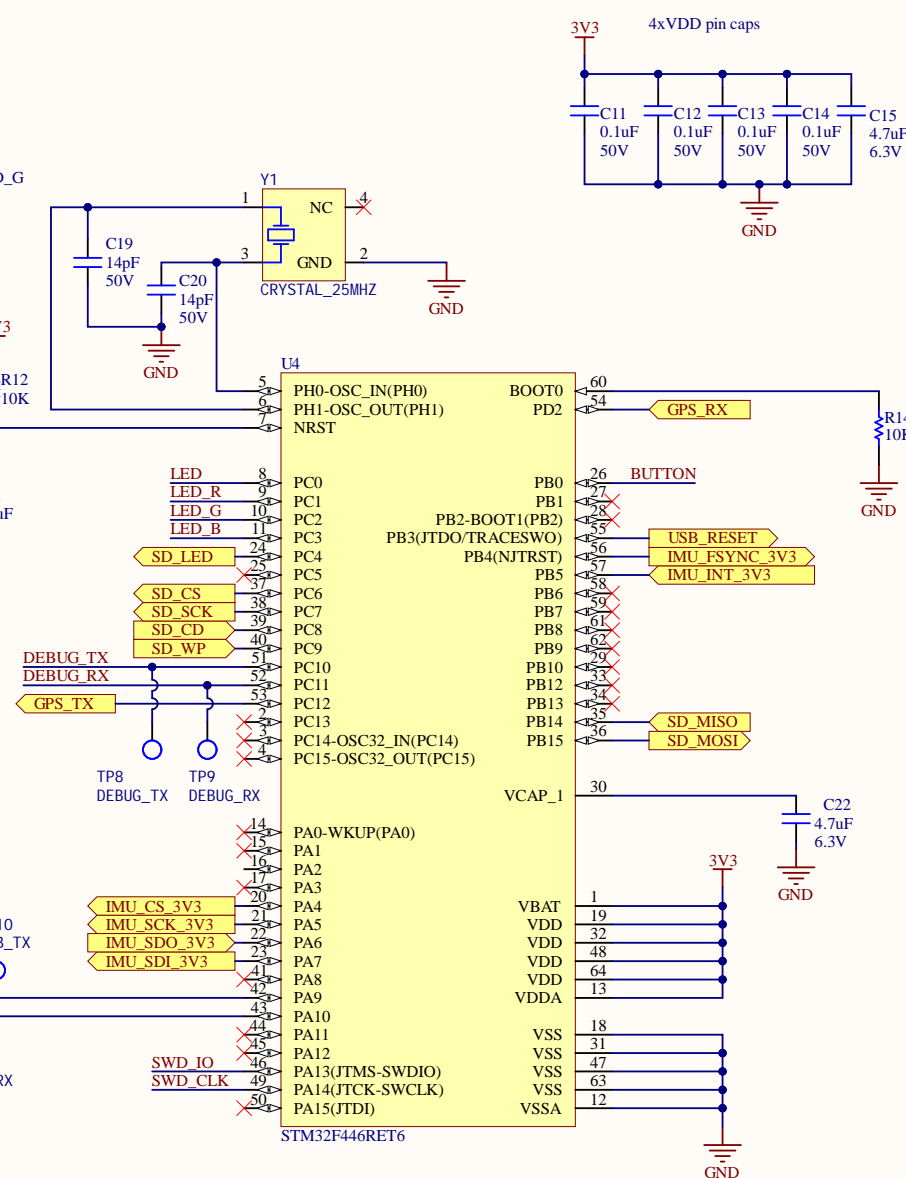 4xVDD pin caps
3V3
C11
0.1uF
50V
C12
0.1uF
50V
C13
0.1uF
50V
C14
0.1uF
50V
C15
4.7uF
6.3V
D_G
Y1
1
NC
4
3
GND
2
CRYSTAL_25MHZ
C19
14pF
50V
C20
14pF
50V
GND
GND
GND
R12
10K
uF
U4
5 PH0-OSC_IN(PH0)
6 PH1-OSC_OUT(PH1)
7 NRST
LED 8 PC0
LED_R 9 PC1
LED_G 10 PC2
LED_B 11 PC3
SD_LED 24 PC4
25 PC5
SD_CS 37 PC6
SD_SCK 38 PC7
SD_CD 39 PC8
SD_WP 40 PC9
DEBUG_TX 51 PC10
DEBUG_RX 52 PC11
GPS_TX 53 PC12
2 PC13
3 PC14-OSC32_IN(PC14)
4 PC15-OSC32_OUT(PC15)
TP8
DEBUG_TX
TP9
DEBUG_RX
14 PA0-WKUP(PA0)
15 PA1
16 PA2
17 PA3
IMU_CS_3V3 20 PA4
IMU_SCK_3V3 21 PA5
IMU_SDO_3V3 22 PA6
IMU_SDI_3V3 23 PA7
41 PA8
42 PA9
43 PA10
44 PA11
45 PA12
SWD_IO 46 PA13(JTMS-SWDIO)
SWD_CLK 49 PA14(JTCK-SWCLK)
50 PA15(JTDI)
STM32F446RET6
BOOT0 60
PD2 54 GPS_RX
R14
10K
GND
PB0 26 BUTTON
PB1 27
PB2-BOOT1(PB2) 28
PB3(JTDO/TRACESWO) 55 USB_RESET
PB4(NJTRST) 56 IMU_FSYNC_3V3
PB5 57 IMU_INT_3V3
PB6 58
PB7 59
PB8 61
PB9 62
PB10 29
PB12 33
PB13 34
PB14 35 SD_MISO
PB15 36 SD_MOSI
VCAP_1 30
C22
4.7uF
6.3V
GND
3V3
VBAT 1
VDD 19
VDD 32
VDD 48
VDD 64
VDDA 13
VSS 18
VSS 31
VSS 47
VSS 63
VSSA 12
GND